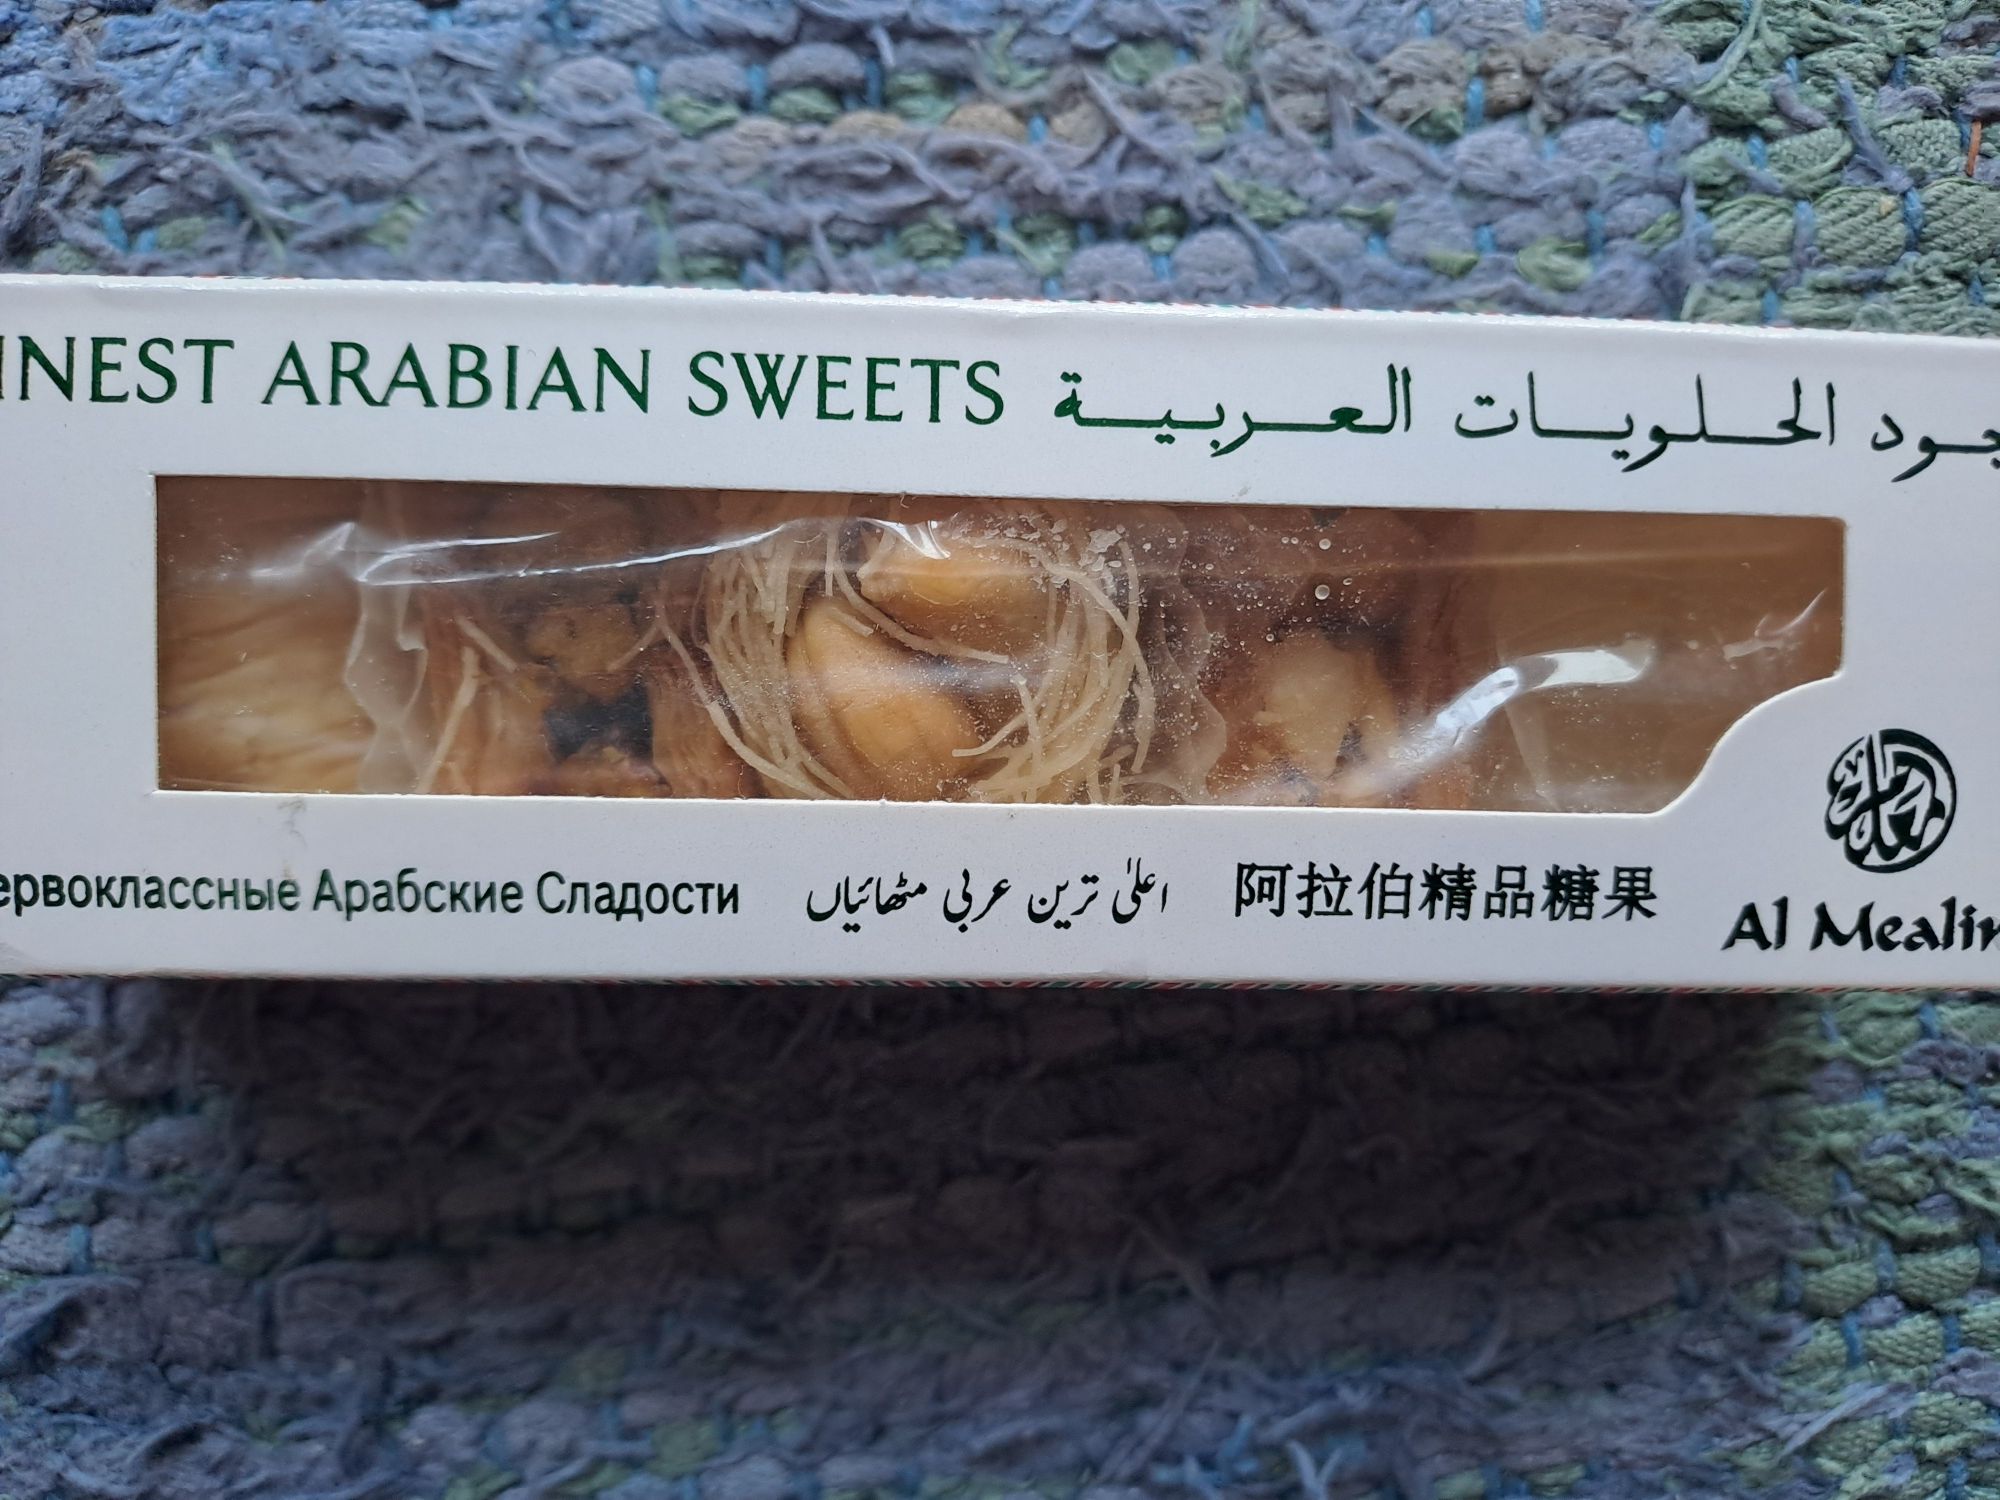 INEST ARABIAN SWEETS جود الحلويات العربية
ервоклассные Арабские Сладости اعلیٰ ترین عربی مٹھائیاں 阿拉伯精品糖果
Al Mealin